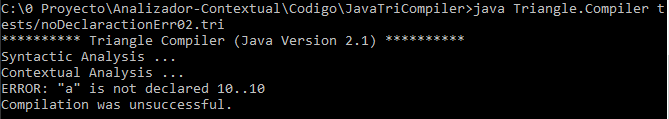 C:\0 Proyecto\Analizador-Contextual\Codigo\JavaTriCompiler>java Triangle.Compiler t
ests/noDeclaractionErr02.tri
********** Triangle Compiler (Java Version 2.1) **********
Syntactic Analysis ...
Contextual Analysis ...
ERROR: "a" is not declared 10..10
Compilation was unsuccessful.